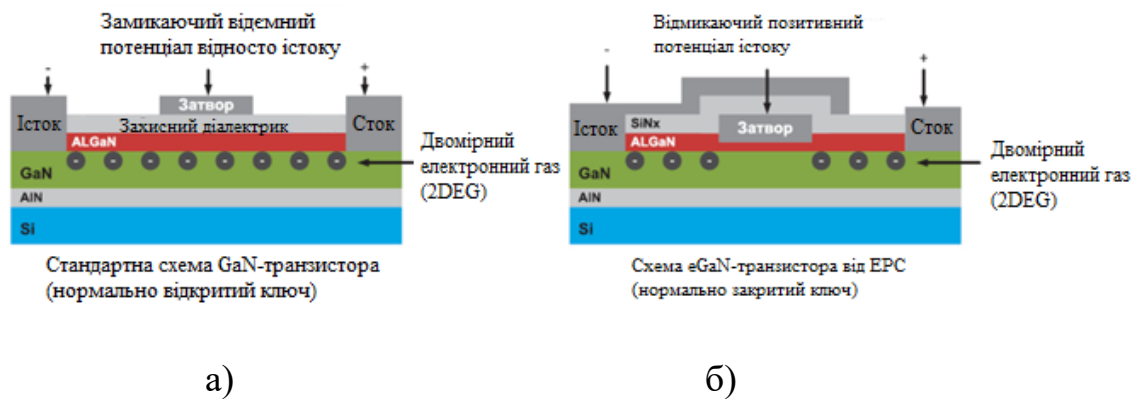 Замикаючий відємний
потенціал відносто істоку
-
+
Затвор
Істок
Захисний діалектрик
Сток
ALGaN
GaN
AlN
Si
Двомірний
електронний газ
(2DEG)
Стандартна схема GaN-транзистора
(нормально відкритий ключ)
а)
Відмикаючий позитивний
потенціал істоку
-
+
Істок
SiNx
Затвор
Сток
ALGaN
GaN
AlN
Si
Двомірний
електронний газ
(2DEG)
Схема eGaN-транзистора від EPC
(нормально закритий ключ)
б)